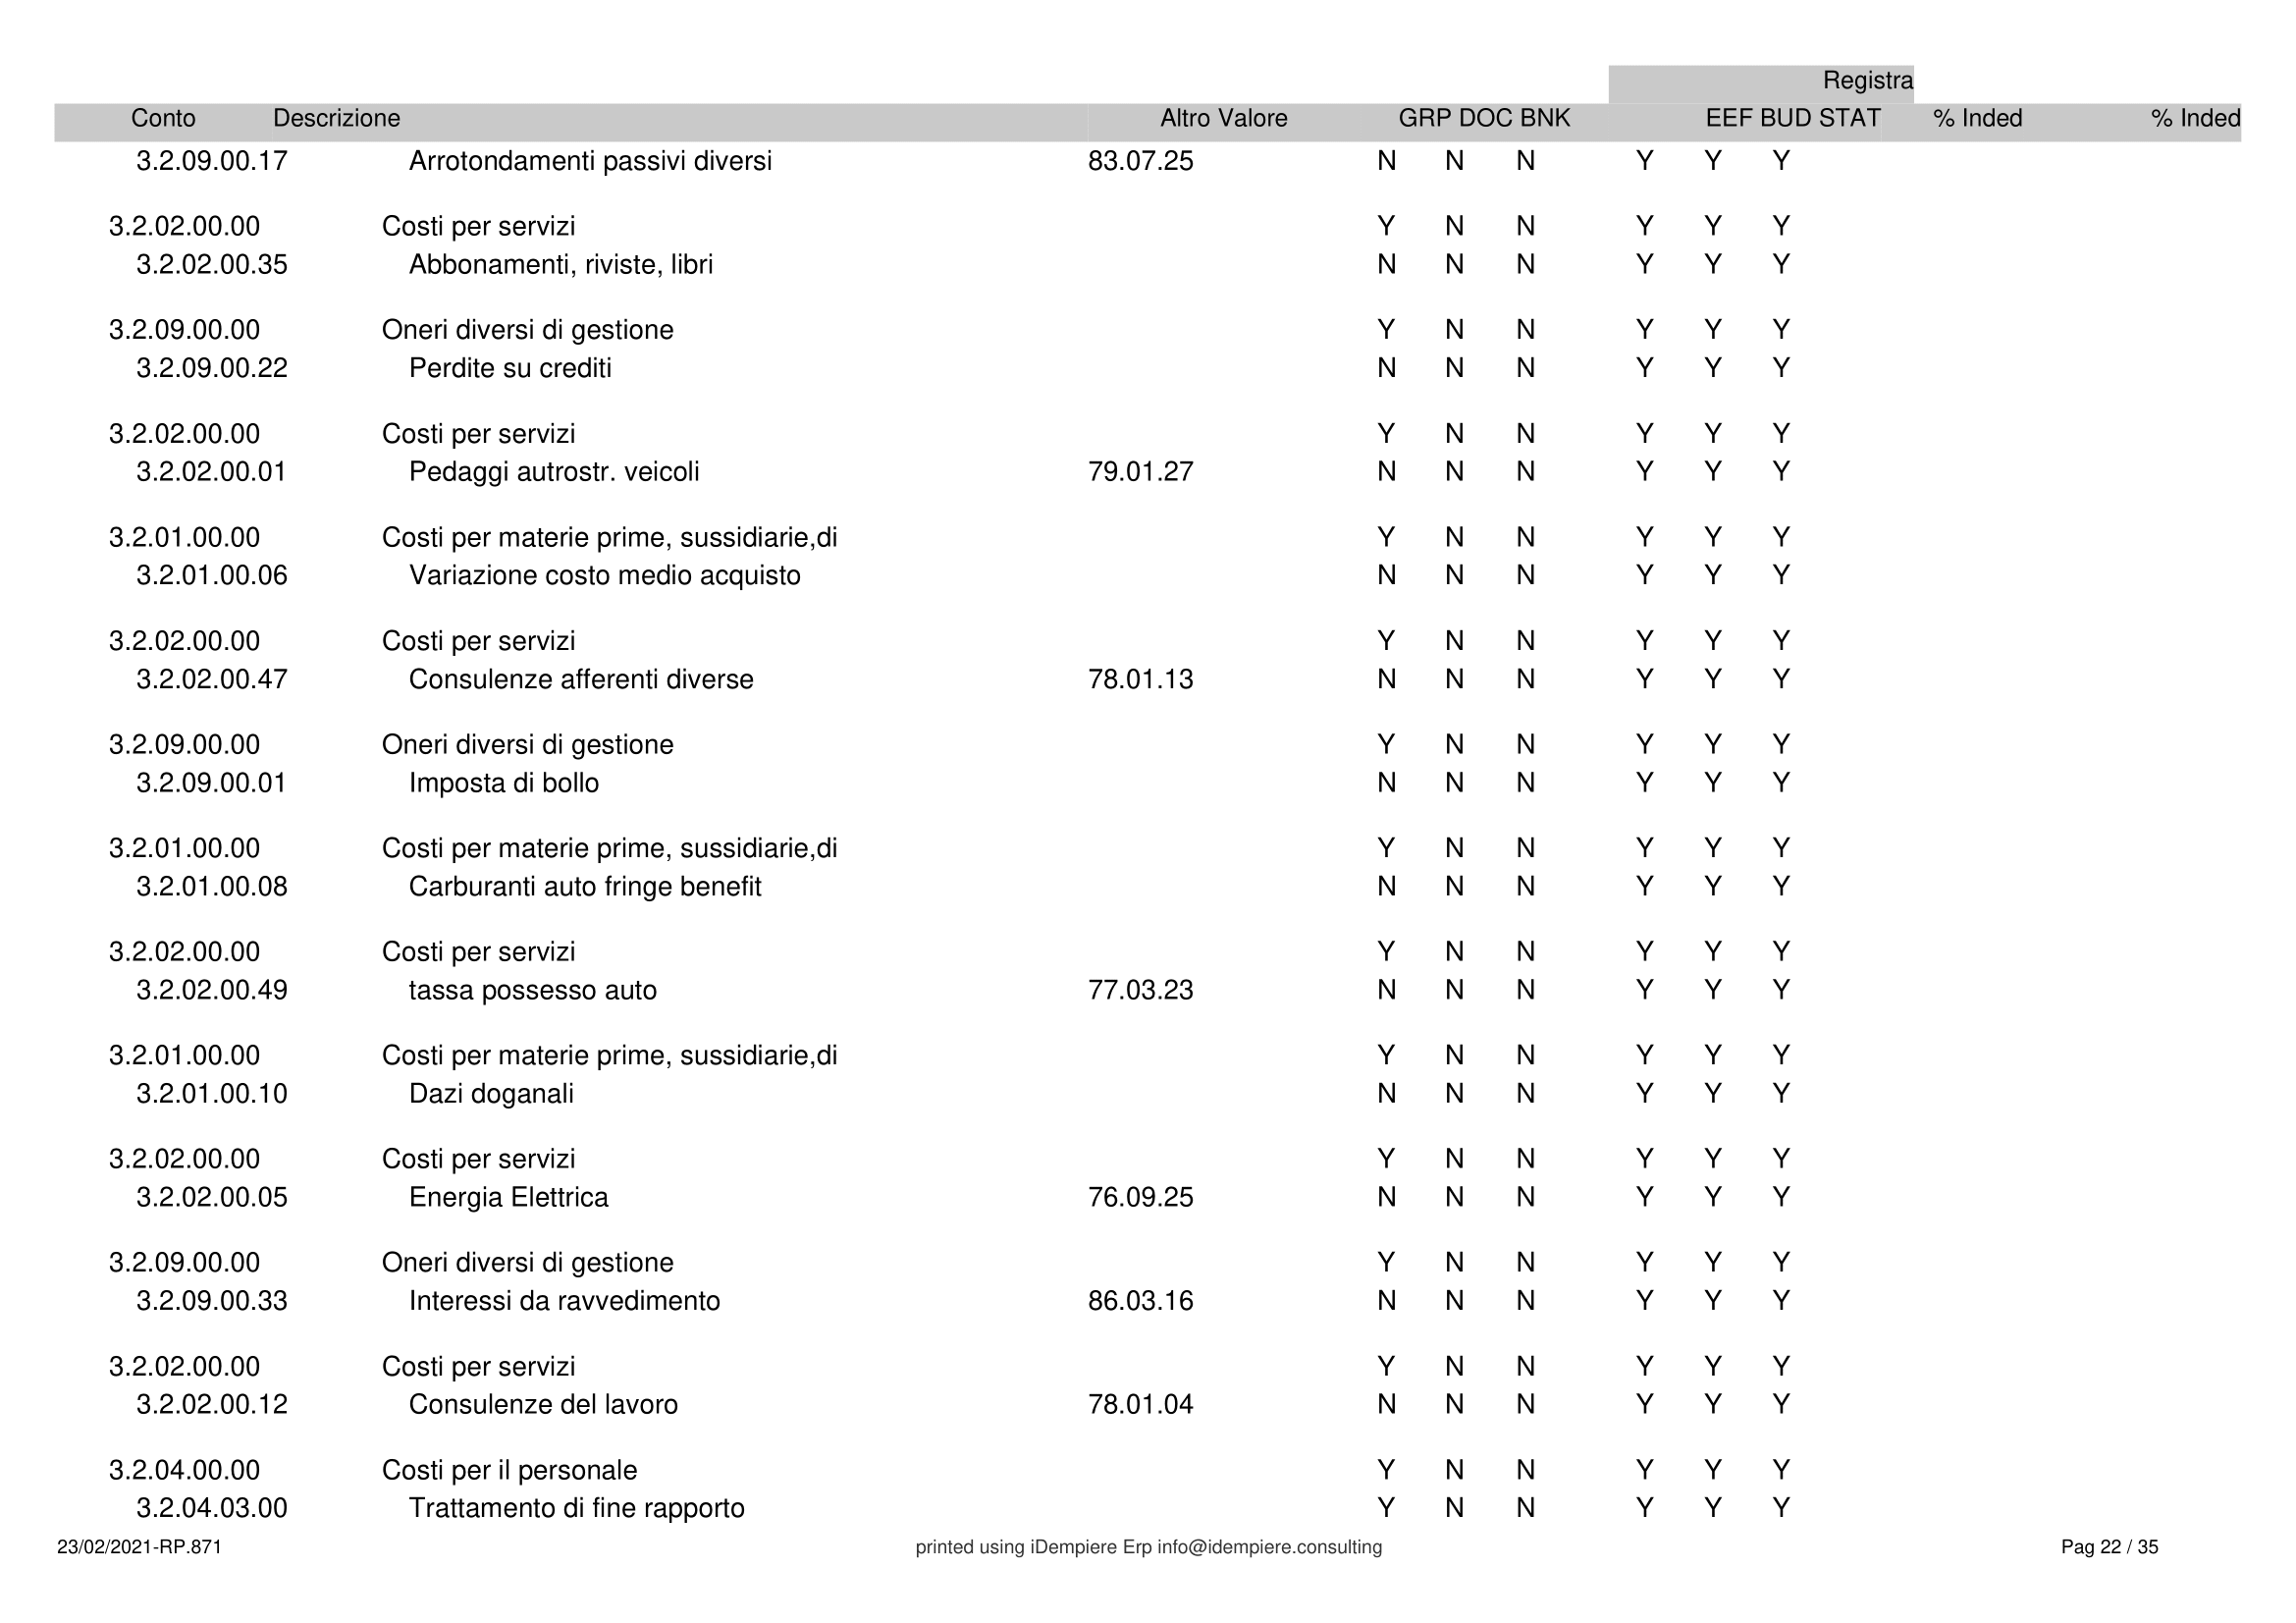 Registra
Conto Descrizione Altro Valore GRP DOC BNK EEF BUD STAT % Inded % Inded
3.2.09.00.17 Arrotondamenti passivi diversi 83.07.25 N N N Y Y Y
3.2.02.00.00 Costi per servizi Y N N Y Y Y
3.2.02.00.35 Abbonamenti, riviste, libri N N N Y Y Y
3.2.09.00.00 Oneri diversi di gestione Y N N Y Y Y
3.2.09.00.22 Perdite su crediti N N N Y Y Y
3.2.02.00.00 Costi per servizi Y N N Y Y Y
3.2.02.00.01 Pedaggi autrostr. veicoli 79.01.27 N N N Y Y Y
3.2.01.00.00 Costi per materie prime, sussidiarie,di Y N N Y Y Y
3.2.01.00.06 Variazione costo medio acquisto N N N Y Y Y
3.2.02.00.00 Costi per servizi Y N N Y Y Y
3.2.02.00.47 Consulenze afferenti diverse 78.01.13 N N N Y Y Y
3.2.09.00.00 Oneri diversi di gestione Y N N Y Y Y
3.2.09.00.01 Imposta di bollo N N N Y Y Y
3.2.01.00.00 Costi per materie prime, sussidiarie,di Y N N Y Y Y
3.2.01.00.08 Carburanti auto fringe benefit N N N Y Y Y
3.2.02.00.00 Costi per servizi Y N N Y Y Y
3.2.02.00.49 tassa possesso auto 77.03.23 N N N Y Y Y
3.2.01.00.00 Costi per materie prime, sussidiarie,di Y N N Y Y Y
3.2.01.00.10 Dazi doganali N N N Y Y Y
3.2.02.00.00 Costi per servizi Y N N Y Y Y
3.2.02.00.05 Energia Elettrica 76.09.25 N N N Y Y Y
3.2.09.00.00 Oneri diversi di gestione Y N N Y Y Y
3.2.09.00.33 Interessi da ravvedimento 86.03.16 N N N Y Y Y
3.2.02.00.00 Costi per servizi Y N N Y Y Y
3.2.02.00.12 Consulenze del lavoro 78.01.04 N N N Y Y Y
3.2.04.00.00 Costi per il personale Y N N Y Y Y
3.2.04.03.00 Trattamento di fine rapporto Y N N Y Y Y
23/02/2021-RP.871 printed using iDempiere Erp info@idempiere.consulting Pag 22 / 35